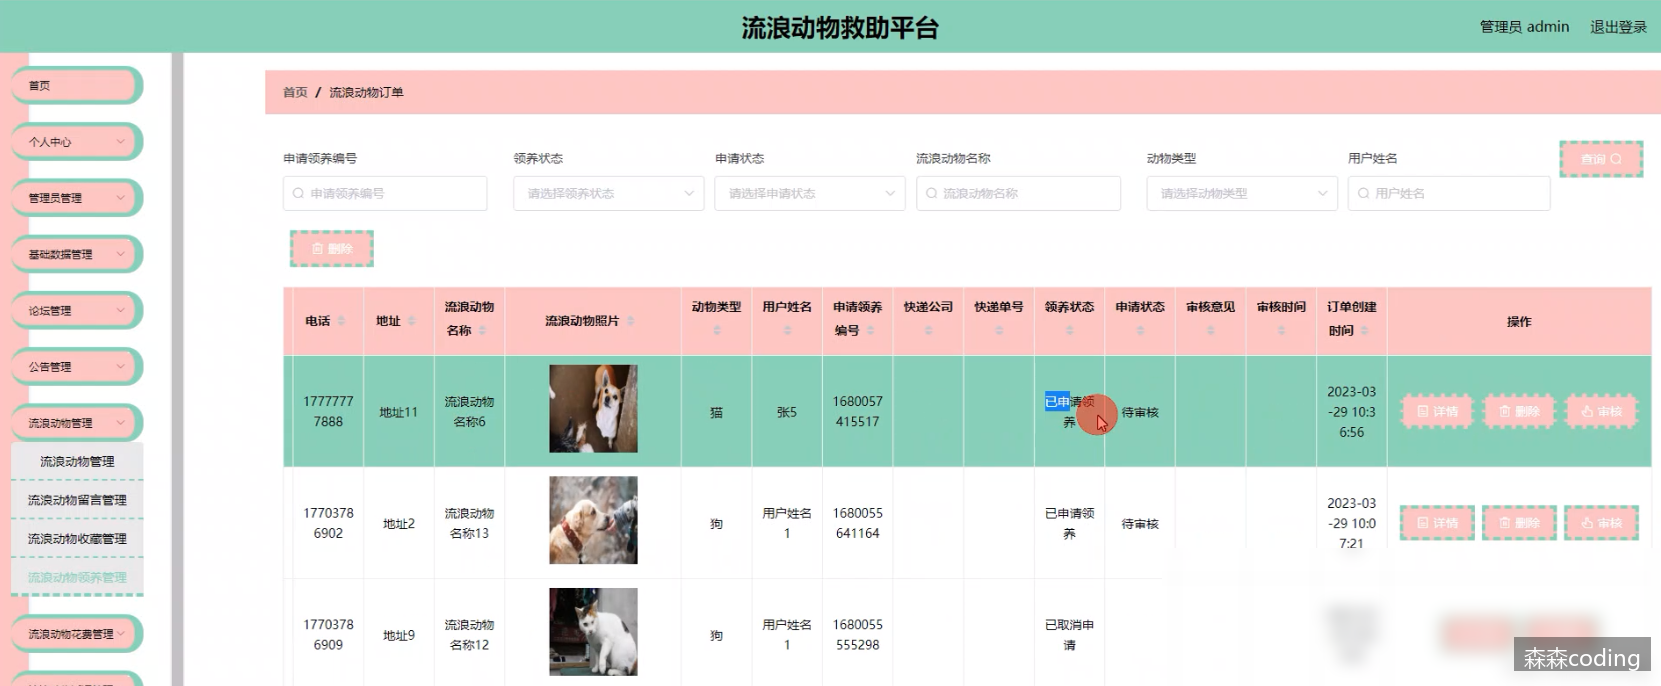 流浪动物救助平台
管理员 admin
退出登录
首页
个人中心
管理员管理
基础数据管理
论坛管理
公告管理
流浪动物管理
流浪动物管理
流浪动物留言管理
流浪动物收藏管理
流浪动物领养管理
流浪动物花费管理
首页 / 流浪动物订单
申请领养编号
领养状态
申请状态
流浪动物名称
动物类型
用户姓名
查询
申请领养编号
请选择领养状态
请选择申请状态
流浪动物名称
请选择动物类型
用户姓名
删除
电话
地址
流浪动物
名称
流浪动物照片
动物类型
用户姓名
申请领养
编号
快递公司
快递单号
领养状态
申请状态
审核意见
审核时间
订单创建
时间
操作
1777777
7888
地址11
流浪动物
名称6
猫
张5
1680057
415517
已申请领
养
待审核
2023-03
-29 10:3
6:56
详情
删除
审核
1770378
6902
地址2
流浪动物
名称13
狗
用户姓名
1
1680055
641164
已申请领
养
待审核
2023-03
-29 10:0
7:21
详情
删除
审核
1770378
6909
地址9
流浪动物
名称12
狗
用户姓名
1
1680055
555298
已取消申
请
森森coding